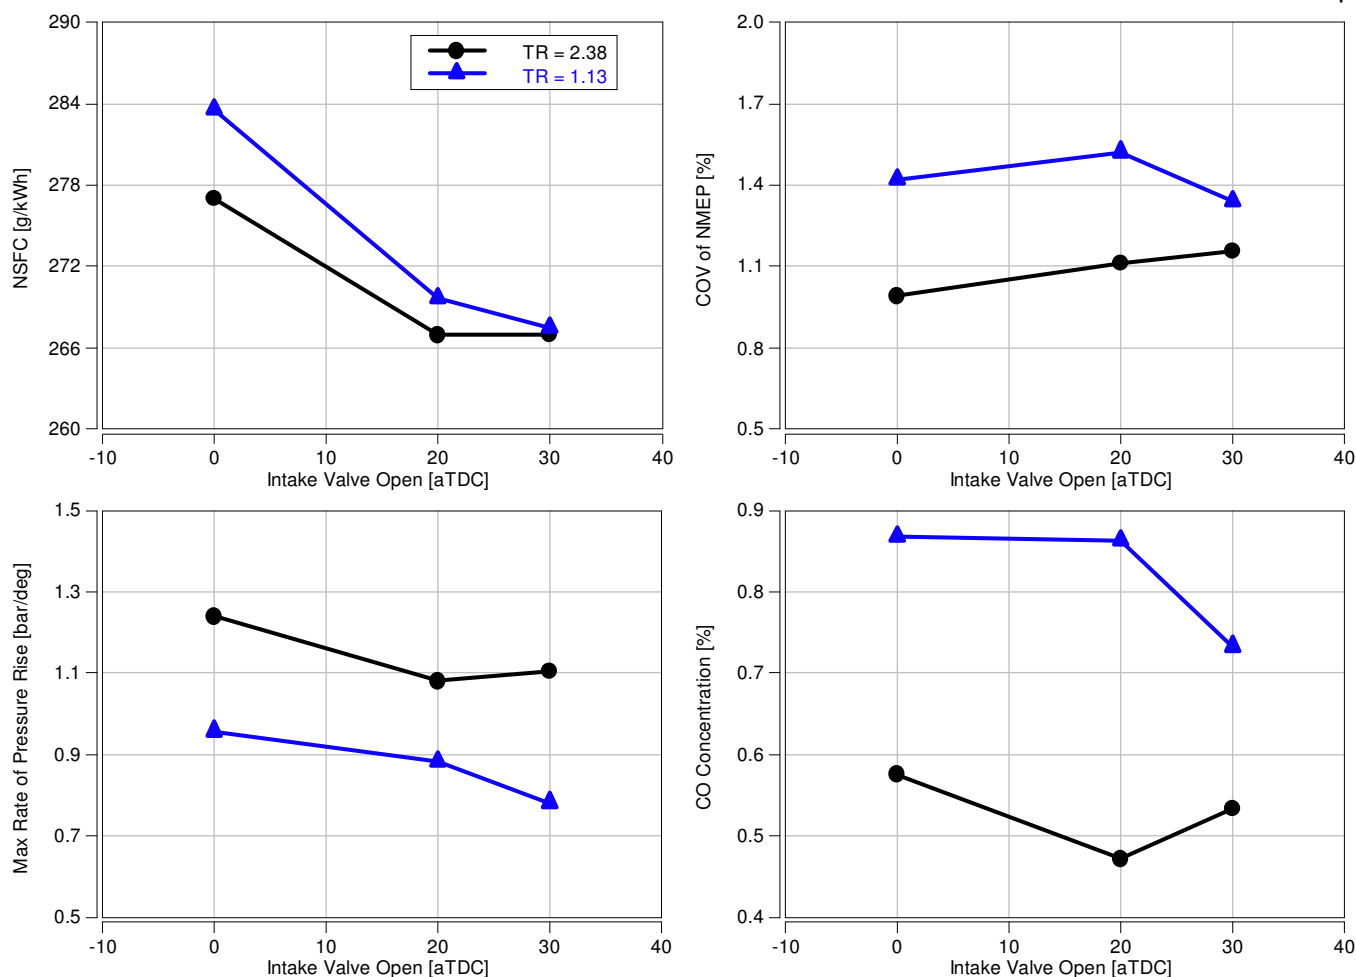 290
284
278
272
266
260
NSFC [g/kWh]
TR = 2.38
TR = 1.13
-10 0 10 20 30 40
Intake Valve Open [aTDC]
2.0
1.7
1.4
1.1
0.8
0.5
COV of NMEP [%]
-10 0 10 20 30 40
Intake Valve Open [aTDC]
1.5
1.3
1.1
0.9
0.7
0.5
Max Rate of Pressure Rise [bar/deg]
-10 0 10 20 30 40
Intake Valve Open [aTDC]
0.9
0.8
0.7
0.6
0.5
0.4
CO Concentration [%]
-10 0 10 20 30 40
Intake Valve Open [aTDC]